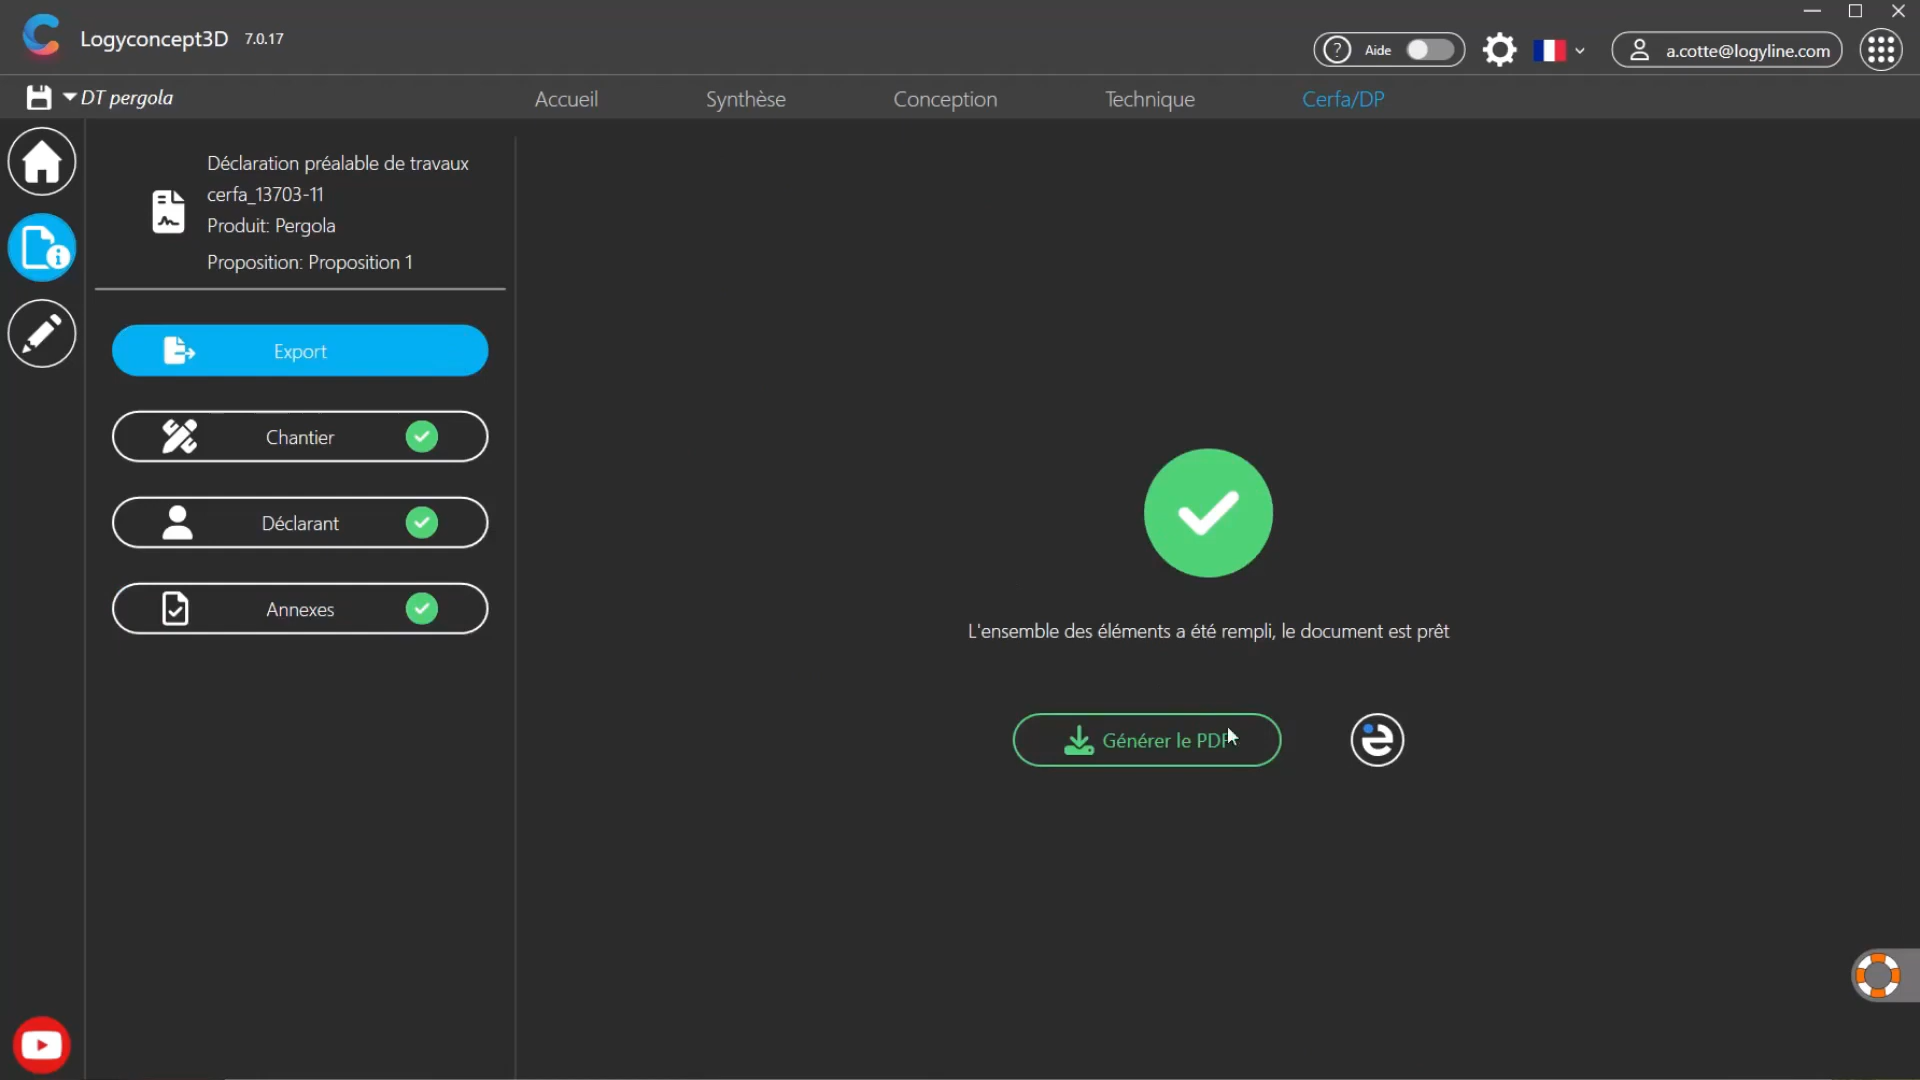 Logyconcept3D 7.0.17
Aide
a.cotte@logyline.com
DT pergola
Accueil
Synthèse
Conception
Technique
Cerfa/DP
Déclaration préalable de travaux
cerfa_13703-11
Produit: Pergola
Proposition: Proposition 1
Export
Chantier
Déclarant
Annexes
L'ensemble des éléments a été rempli, le document est prêt
Générer le PDF